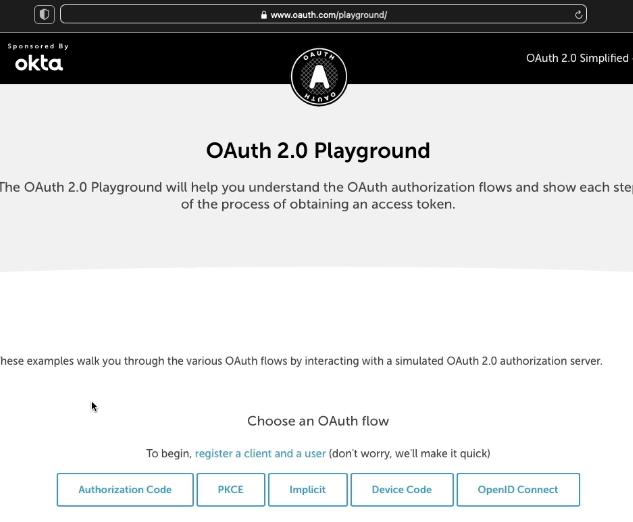 www.oauth.com/playground/
Sponsored By
okta
OAUTH
A
OAUTH
OAuth 2.0 Simplified
OAuth 2.0 Playground
The OAuth 2.0 Playground will help you understand the OAuth authorization flows and show each step
of the process of obtaining an access token.
hese examples walk you through the various OAuth flows by interacting with a simulated OAuth 2.0 authorization server.
Choose an OAuth flow
To begin, register a client and a user (don't worry, we'll make it quick)
Authorization Code PKCE Implicit Device Code OpenID Connect